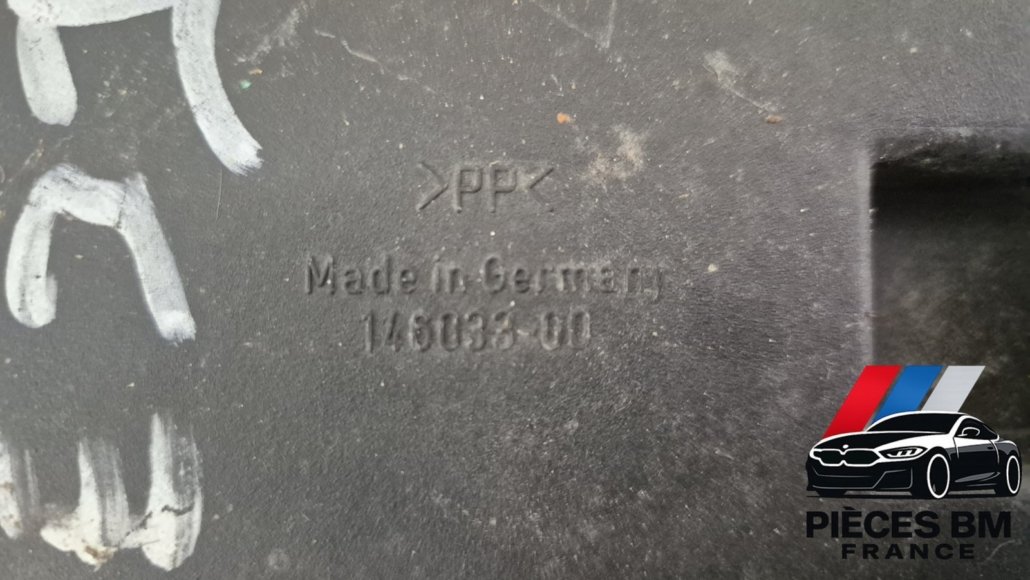 >PP<
Made in Germany
146033-00
PIÈCES BM
FRANCE